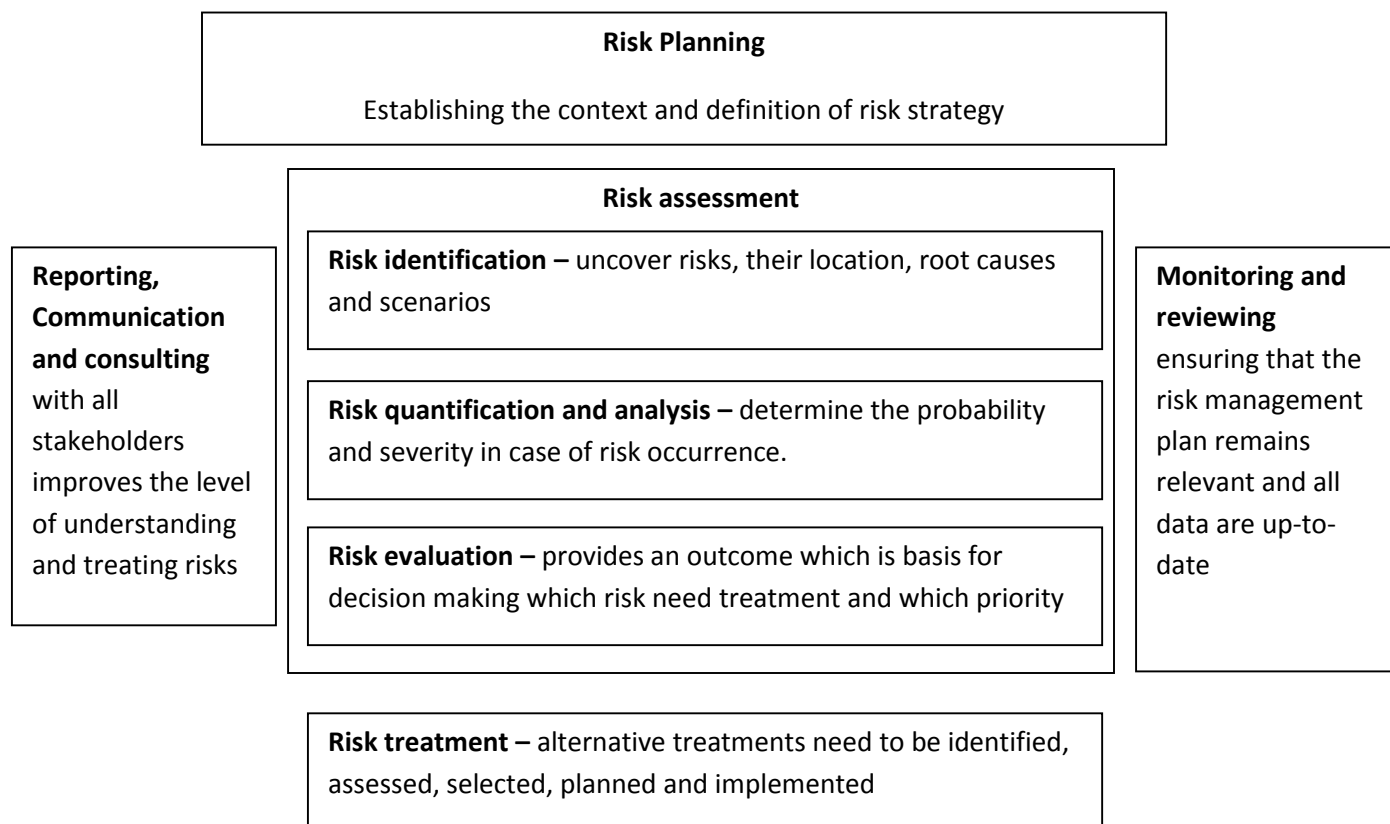 Risk Planning
Establishing the context and definition of risk strategy
Risk assessment
Risk identification – uncover risks, their location, root causes
and scenarios
Risk quantification and analysis – determine the probability
and severity in case of risk occurrence.
Risk evaluation – provides an outcome which is basis for
decision making which risk need treatment and which priority
Reporting,
Communication
and consulting
with all
stakeholders
improves the level
of understanding
and treating risks
Monitoring and
reviewing
ensuring that the
risk management
plan remains
relevant and all
data are up-to-
date
Risk treatment – alternative treatments need to be identified,
assessed, selected, planned and implemented